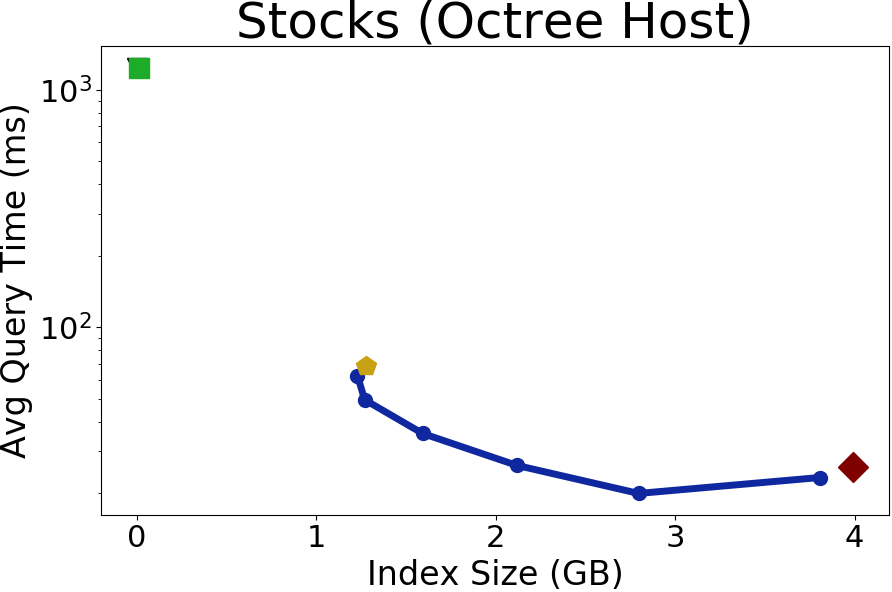 Stocks (Octree Host)
Avg Query Time (ms)
10³
10²
0 1 2 3 4
Index Size (GB)